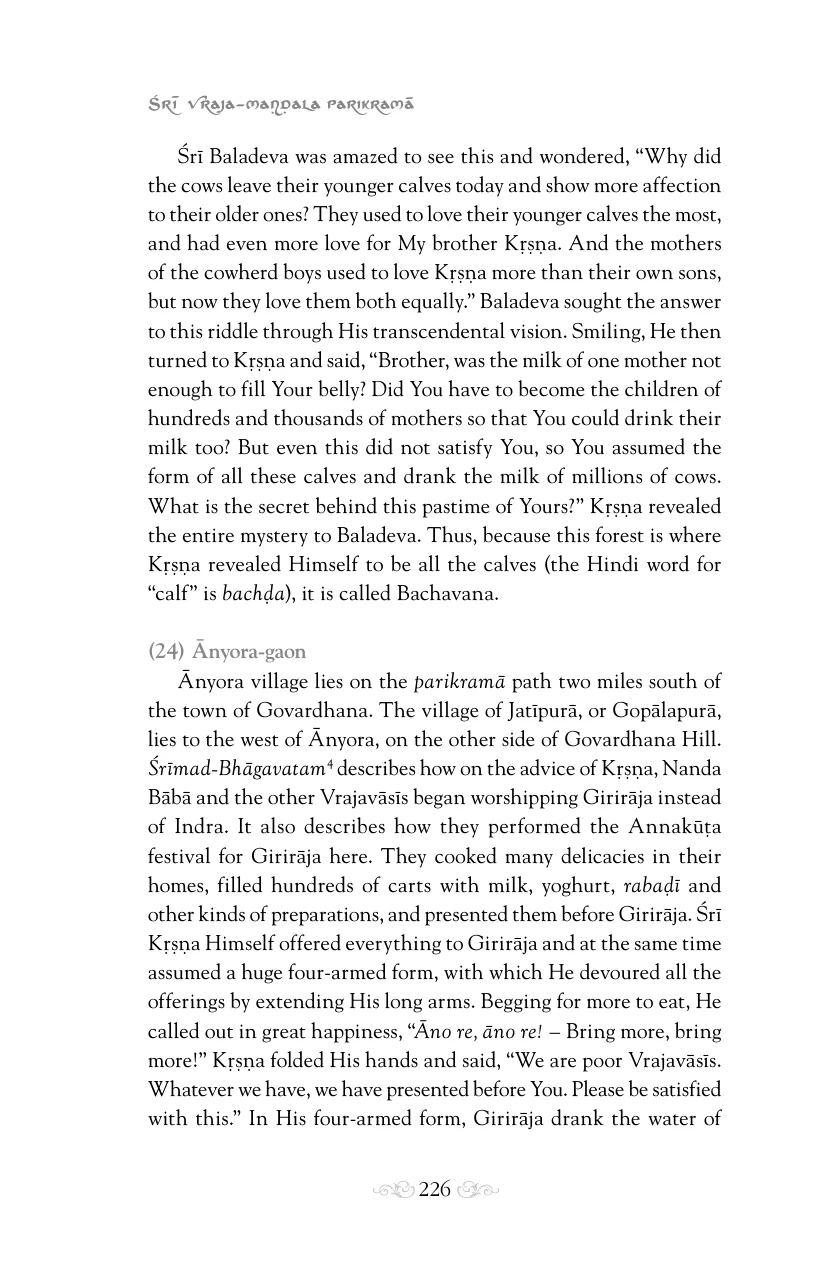 Śrī Vraja-maṇḍala Parikramā
Śrī Baladeva was amazed to see this and wondered, “Why did
the cows leave their younger calves today and show more affection
to their older ones? They used to love their younger calves the most,
and had even more love for My brother Kṛṣṇa. And the mothers
of the cowherd boys used to love Kṛṣṇa more than their own sons,
but now they love them both equally.” Baladeva sought the answer
to this riddle through His transcendental vision. Smiling, He then
turned to Kṛṣṇa and said, “Brother, was the milk of one mother not
enough to fill Your belly? Did You have to become the children of
hundreds and thousands of mothers so that You could drink their
milk too? But even this did not satisfy You, so You assumed the
form of all these calves and drank the milk of millions of cows.
What is the secret behind this pastime of Yours?” Kṛṣṇa revealed
the entire mystery to Baladeva. Thus, because this forest is where
Kṛṣṇa revealed Himself to be all the calves (the Hindi word for
“calf” is bachḍa), it is called Bachavana.
(24) Ānyora-gaon
Ānyora village lies on the parikramā path two miles south of
the town of Govardhana. The village of Jatīpurā, or Gopālapurā,
lies to the west of Ānyora, on the other side of Govardhana Hill.
Śrīmad-Bhāgavatam⁴ describes how on the advice of Kṛṣṇa, Nanda
Bābā and the other Vrajavāsīs began worshipping Girirāja instead
of Indra. It also describes how they performed the Annakūṭa
festival for Girirāja here. They cooked many delicacies in their
homes, filled hundreds of carts with milk, yoghurt, rabaḍī and
other kinds of preparations, and presented them before Girirāja. Śrī
Kṛṣṇa Himself offered everything to Girirāja and at the same time
assumed a huge four-armed form, with which He devoured all the
offerings by extending His long arms. Begging for more to eat, He
called out in great happiness, “Āno re, āno re! – Bring more, bring
more!” Kṛṣṇa folded His hands and said, “We are poor Vrajavāsīs.
Whatever we have, we have presented before You. Please be satisfied
with this.” In His four-armed form, Girirāja drank the water of
226